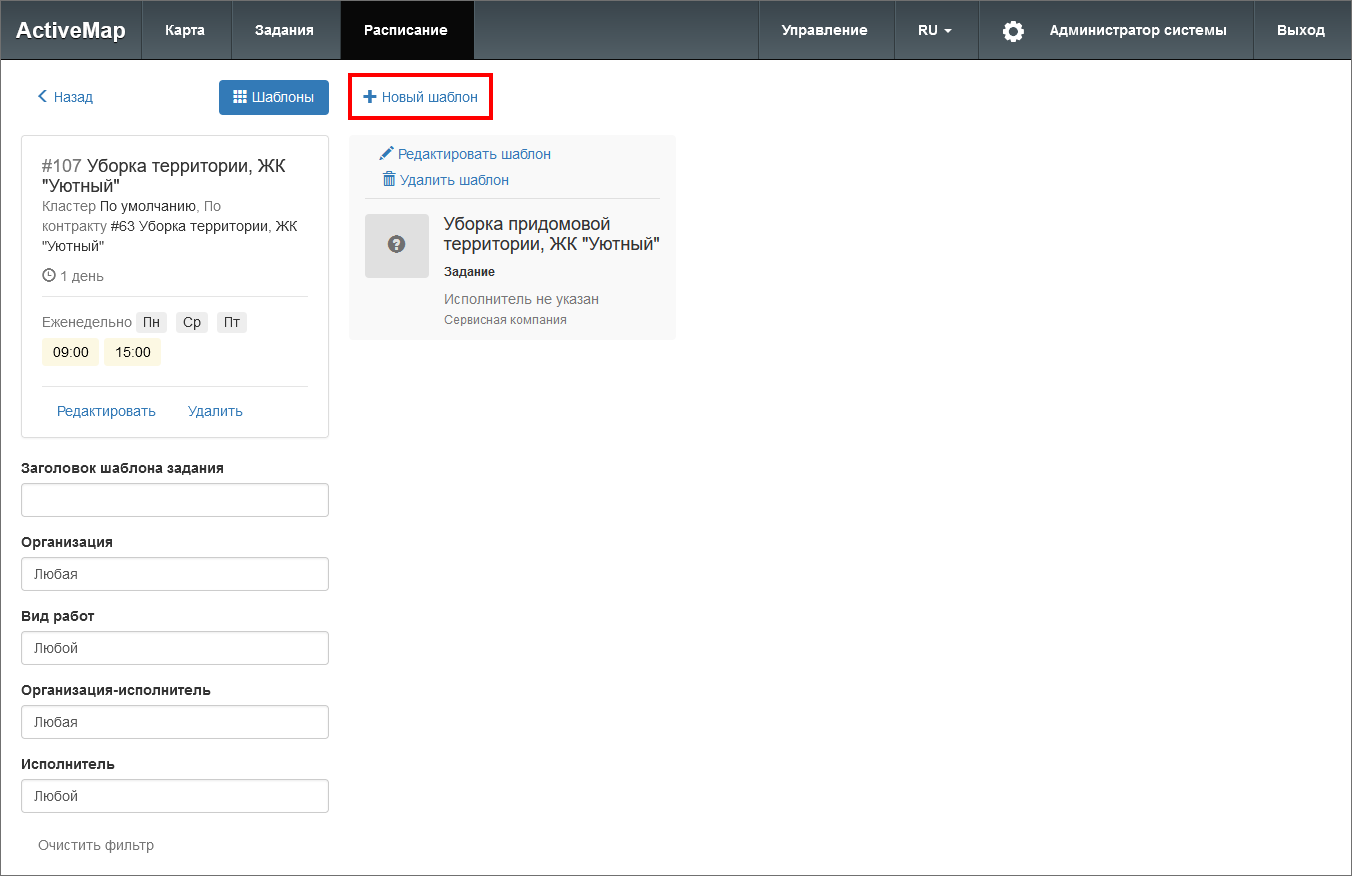 ActiveMap
Карта
Задания
Расписание
Управление
RU
Администратор системы
Выход
Назад
Шаблоны
Новый шаблон
#107 Уборка территории, ЖК
"Уютный"
Кластер По умолчанию, По
контракту #63 Уборка территории, ЖК
"Уютный"
1 день
Еженедельно Пн Ср Пт
09:00 15:00
Редактировать Удалить
Редактировать шаблон
Удалить шаблон
?
Уборка придомовой
территории, ЖК "Уютный"
Задание
Исполнитель не указан
Сервисная компания
Заголовок шаблона задания
Организация
Любая
Вид работ
Любой
Организация-исполнитель
Любая
Исполнитель
Любой
Очистить фильтр